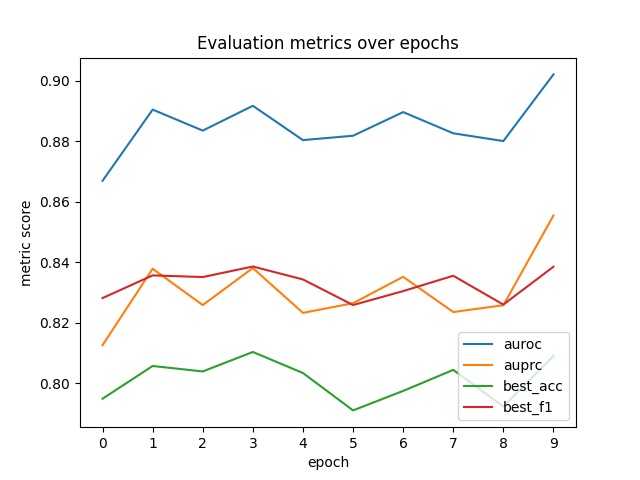 Evaluation metrics over epochs
metric score
0.90
0.88
0.86
0.84
0.82
0.80
0 1 2 3 4 5 6 7 8 9
epoch
auroc
auprc
best_acc
best_f1